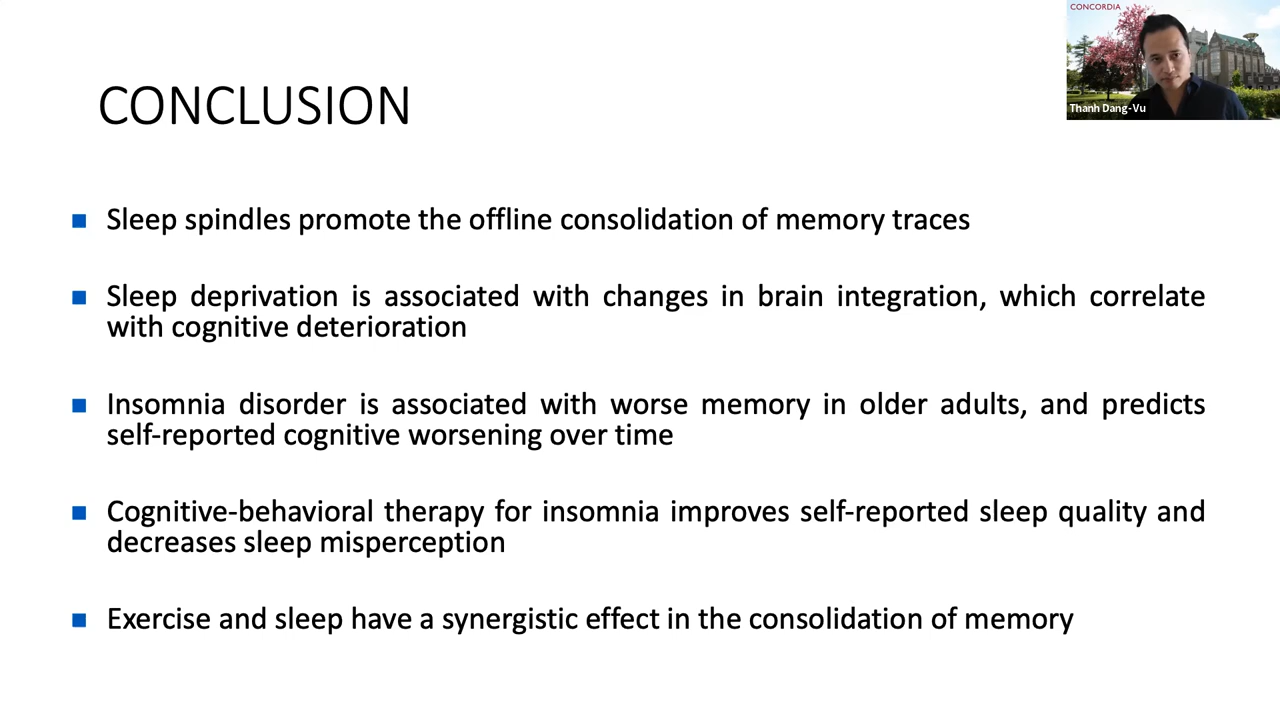 CONCORDIA
Thanh Dang-Vu
CONCLUSION
Sleep spindles promote the offline consolidation of memory traces
Sleep deprivation is associated with changes in brain integration, which correlate
with cognitive deterioration
Insomnia disorder is associated with worse memory in older adults, and predicts
self-reported cognitive worsening over time
Cognitive-behavioral therapy for insomnia improves self-reported sleep quality and
decreases sleep misperception
Exercise and sleep have a synergistic effect in the consolidation of memory